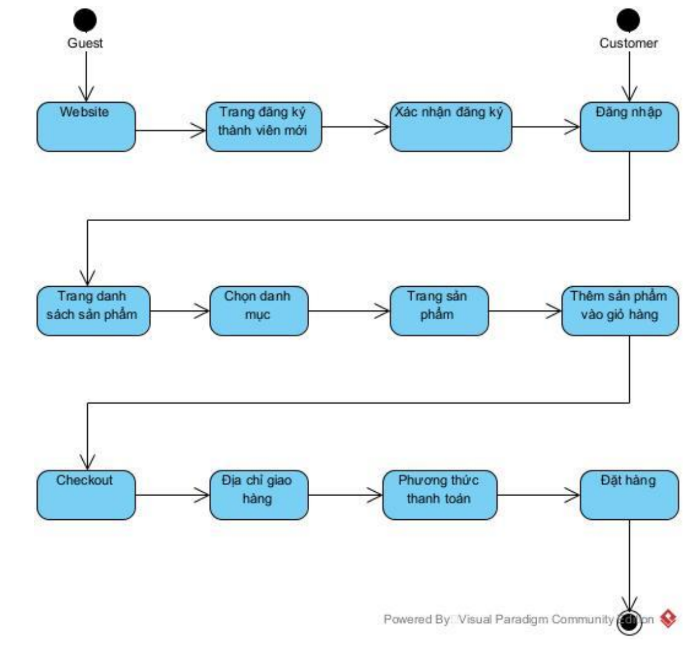 Guest
Customer
Website
Trang đăng ký
thành viên mới
Xác nhận đăng ký
Đăng nhập
Trang danh
sách sản phẩm
Chọn danh
mục
Trang sản
phẩm
Thêm sản phẩm
vào giỏ hàng
Checkout
Địa chỉ giao
hàng
Phương thức
thanh toán
Đặt hàng
Powered By Visual Paradigm Community Edition